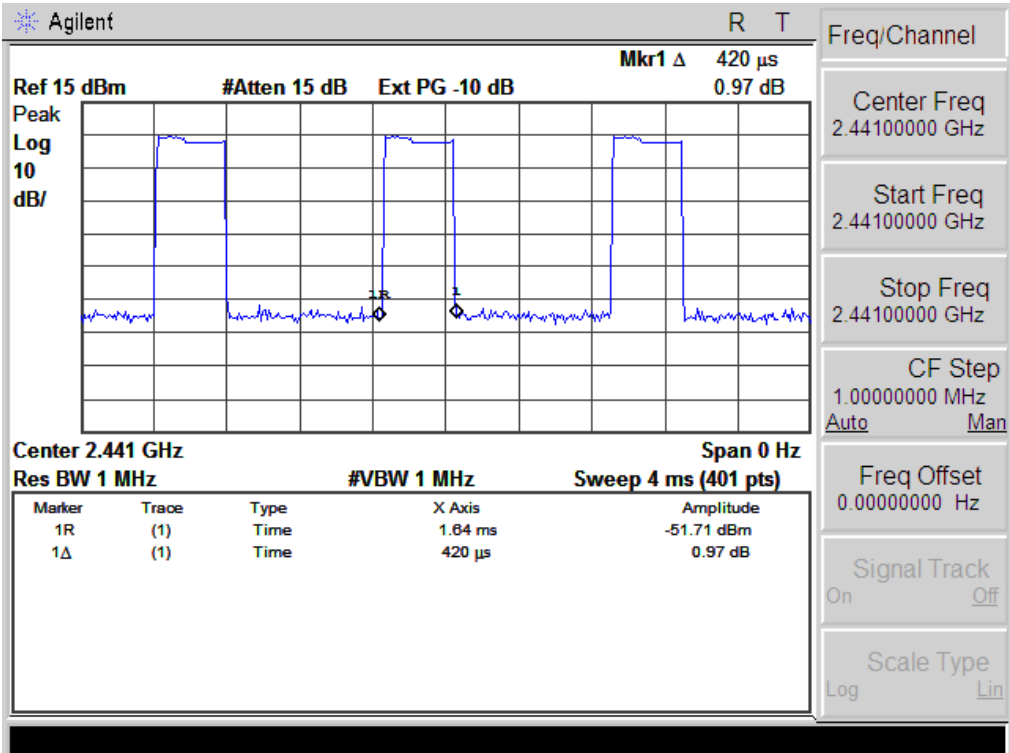 Agilent R T
Mkr1 Δ 420 μs
Ref 15 dBm #Atten 15 dB Ext PG -10 dB 0.97 dB
Peak
Log
10
dB/
1R 1
Center 2.441 GHz Span 0 Hz
Res BW 1 MHz #VBW 1 MHz Sweep 4 ms (401 pts)
Marker Trace Type X Axis Amplitude
1R (1) Time 1.64 ms -51.71 dBm
1Δ (1) Time 420 μs 0.97 dB
Freq/Channel
Center Freq
2.44100000 GHz
Start Freq
2.44100000 GHz
Stop Freq
2.44100000 GHz
CF Step
1.00000000 MHz
Auto Man
Freq Offset
0.00000000 Hz
Signal Track
On Off
Scale Type
Log Lin